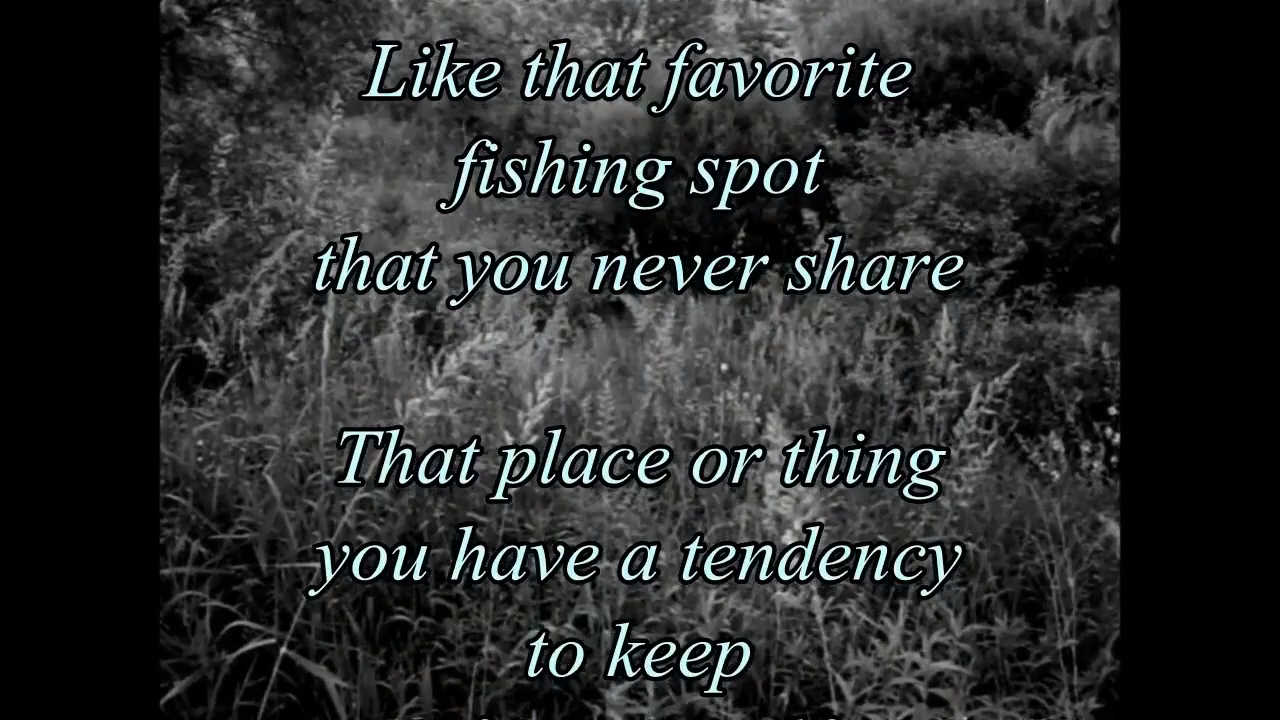 Like that favorite
fishing spot
that you never share
That place or thing
you have a tendency
to keep